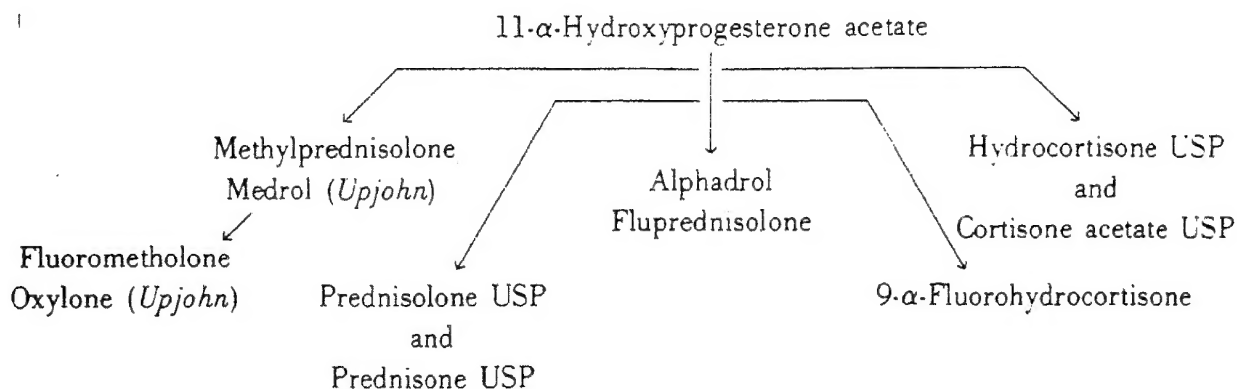 11-α-Hydroxyprogesterone acetate
Methylprednisolone
Medrol (Upjohn)
Fluorometholone
Oxylone (Upjohn)
Prednisolone USP
and
Prednisone USP
Alphadrol
Fluprednisolone
9-α-Fluorohydrocortisone
Hydrocortisone USP
and
Cortisone acetate USP